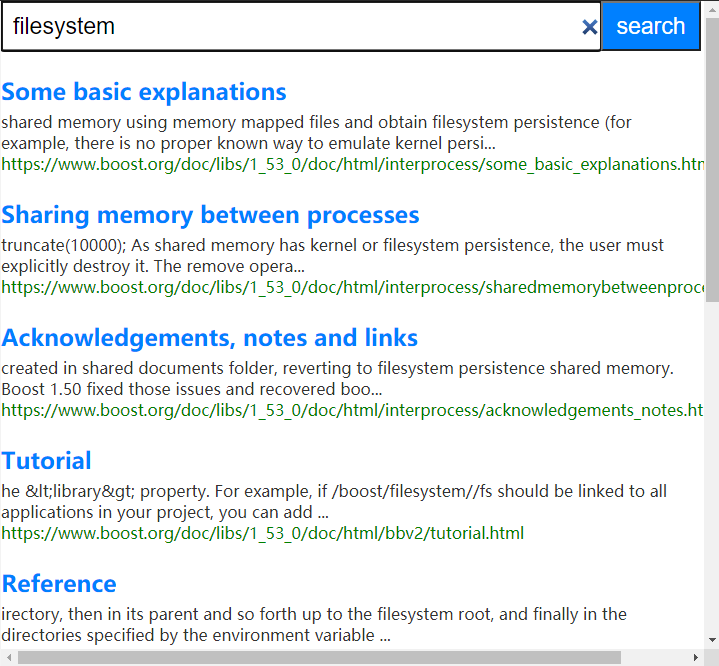 filesystem
search
Some basic explanations
shared memory using memory mapped files and obtain filesystem persistence (for
example, there is no proper known way to emulate kernel persi...
https://www.boost.org/doc/libs/1_53_0/doc/html/interprocess/some_basic_explanations.htm
Sharing memory between processes
truncate(10000); As shared memory has kernel or filesystem persistence, the user must
explicitly destroy it. The remove opera...
https://www.boost.org/doc/libs/1_53_0/doc/html/interprocess/sharedmemorybetweenproce
Acknowledgements, notes and links
created in shared documents folder, reverting to filesystem persistence shared memory.
Boost 1.50 fixed those issues and recovered boo...
https://www.boost.org/doc/libs/1_53_0/doc/html/interprocess/acknowledgements_notes.ht
Tutorial
he &lt;library&gt; property. For example, if /boost/filesystem//fs should be linked to all
applications in your project, you can add ...
https://www.boost.org/doc/libs/1_53_0/doc/html/bbv2/tutorial.html
Reference
irectory, then in its parent and so forth up to the filesystem root, and finally in the
directories specified by the environment variable ...